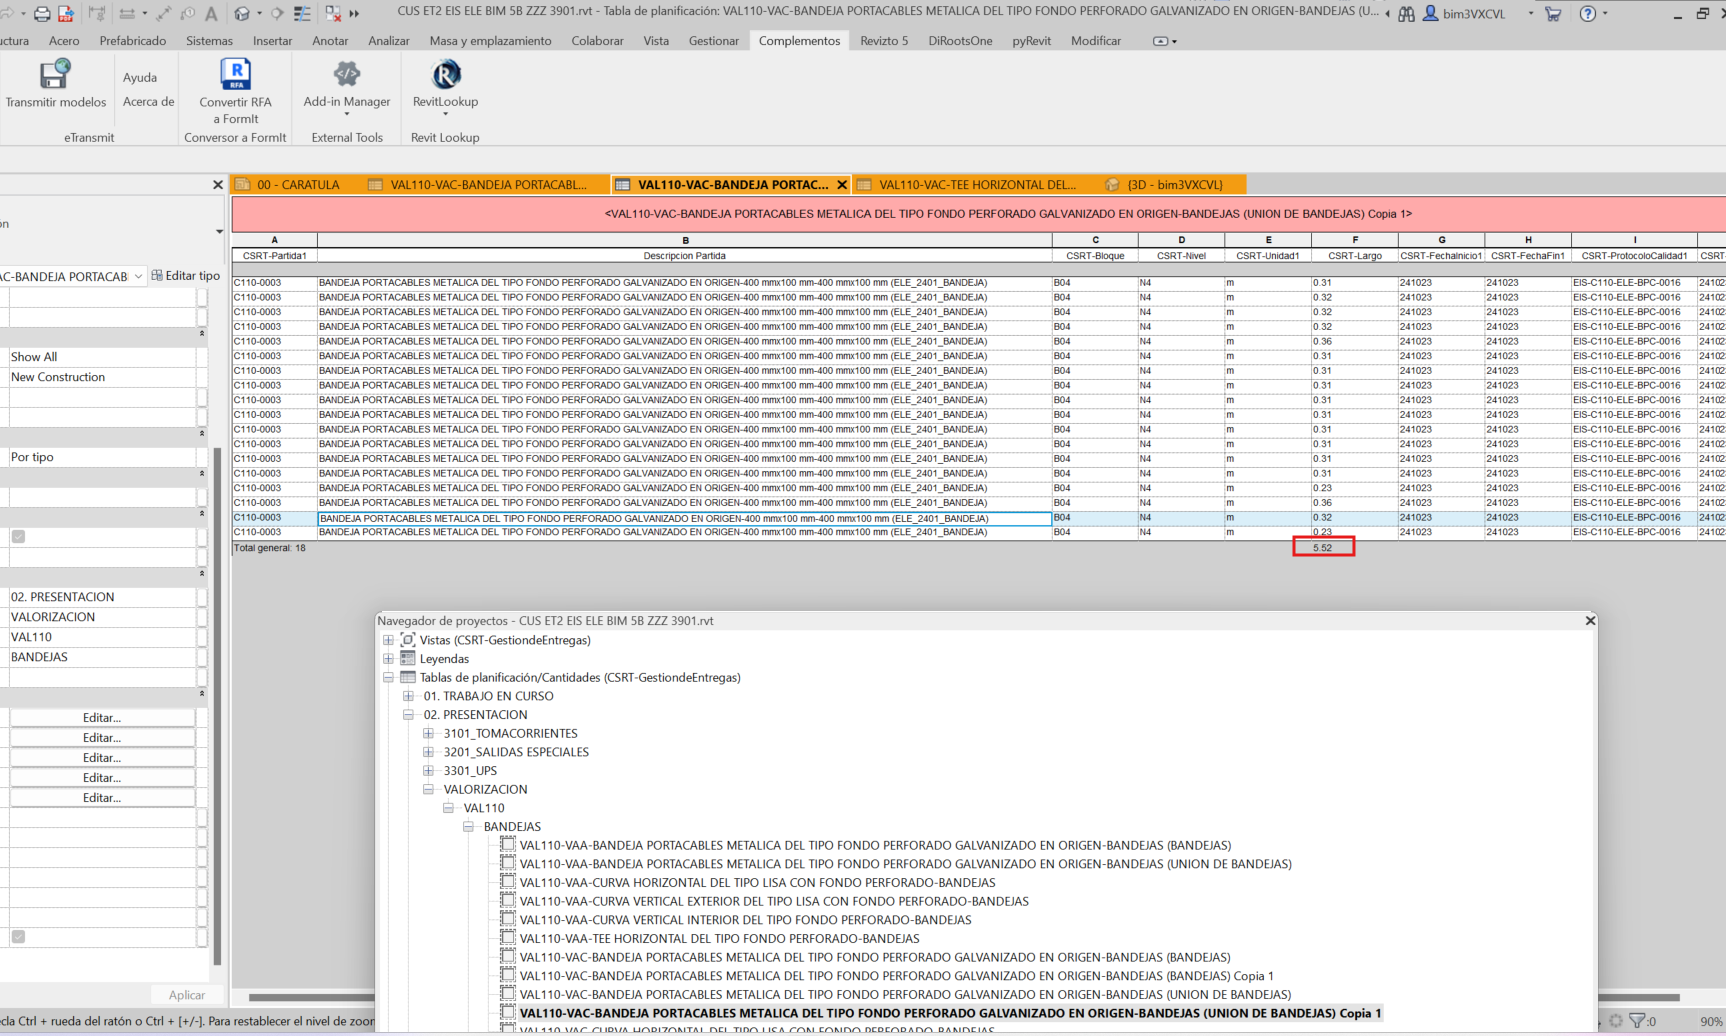 CUS ET2 EIS ELE BIM 5B ZZZ 3901.rvt - Tabla de planificación: VAL110-VAC-BANDEJA PORTACABLES METALICA DEL TIPO FONDO PERFORADO GALVANIZADO EN ORIGEN-BANDEJAS (U...
bim3VXCVL
uctura Acero Prefabricado Sistemas Insertar Anotar Analizar Masa y emplazamiento Colaborar Vista Gestionar Complementos Revizto 5 DiRootsOne pyRevit Modificar
Transmitir modelos
Ayuda
Acerca de
Convertir RFA a FormIt
Add-in Manager
RevitLookup
eTransmit
Conversor a FormIt
External Tools
Revit Lookup
00 - CARATULA
VAL110-VAC-BANDEJA PORTACABL...
VAL110-VAC-BANDEJA PORTAC...
VAL110-VAC-TEE HORIZONTAL DEL...
{3D - bim3VXCVL}
<VAL110-VAC-BANDEJA PORTACABLES METALICA DEL TIPO FONDO PERFORADO GALVANIZADO EN ORIGEN-BANDEJAS (UNION DE BANDEJAS) Copia 1>
A B C D E F G H I
CSRT-Partida1 Descripcion Partida CSRT-Bloque CSRT-Nivel CSRT-Unidad1 CSRT-Largo CSRT-FechaInicio1 CSRT-FechaFin1 CSRT-ProtocoloCalidad1 CSRT
C110-0003 BANDEJA PORTACABLES METALICA DEL TIPO FONDO PERFORADO GALVANIZADO EN ORIGEN-400 mmx100 mm-400 mmx100 mm (ELE_2401_BANDEJA) B04 N4 m 0.31 241023 241023 EIS-C110-ELE-BPC-0016 24102
C110-0003 BANDEJA PORTACABLES METALICA DEL TIPO FONDO PERFORADO GALVANIZADO EN ORIGEN-400 mmx100 mm-400 mmx100 mm (ELE_2401_BANDEJA) B04 N4 m 0.32 241023 241023 EIS-C110-ELE-BPC-0016 24102
C110-0003 BANDEJA PORTACABLES METALICA DEL TIPO FONDO PERFORADO GALVANIZADO EN ORIGEN-400 mmx100 mm-400 mmx100 mm (ELE_2401_BANDEJA) B04 N4 m 0.32 241023 241023 EIS-C110-ELE-BPC-0016 24102
C110-0003 BANDEJA PORTACABLES METALICA DEL TIPO FONDO PERFORADO GALVANIZADO EN ORIGEN-400 mmx100 mm-400 mmx100 mm (ELE_2401_BANDEJA) B04 N4 m 0.32 241023 241023 EIS-C110-ELE-BPC-0016 24102
C110-0003 BANDEJA PORTACABLES METALICA DEL TIPO FONDO PERFORADO GALVANIZADO EN ORIGEN-400 mmx100 mm-400 mmx100 mm (ELE_2401_BANDEJA) B04 N4 m 0.36 241023 241023 EIS-C110-ELE-BPC-0016 24102
C110-0003 BANDEJA PORTACABLES METALICA DEL TIPO FONDO PERFORADO GALVANIZADO EN ORIGEN-400 mmx100 mm-400 mmx100 mm (ELE_2401_BANDEJA) B04 N4 m 0.31 241023 241023 EIS-C110-ELE-BPC-0016 24102
C110-0003 BANDEJA PORTACABLES METALICA DEL TIPO FONDO PERFORADO GALVANIZADO EN ORIGEN-400 mmx100 mm-400 mmx100 mm (ELE_2401_BANDEJA) B04 N4 m 0.31 241023 241023 EIS-C110-ELE-BPC-0016 24102
C110-0003 BANDEJA PORTACABLES METALICA DEL TIPO FONDO PERFORADO GALVANIZADO EN ORIGEN-400 mmx100 mm-400 mmx100 mm (ELE_2401_BANDEJA) B04 N4 m 0.31 241023 241023 EIS-C110-ELE-BPC-0016 24102
C110-0003 BANDEJA PORTACABLES METALICA DEL TIPO FONDO PERFORADO GALVANIZADO EN ORIGEN-400 mmx100 mm-400 mmx100 mm (ELE_2401_BANDEJA) B04 N4 m 0.31 241023 241023 EIS-C110-ELE-BPC-0016 24102
C110-0003 BANDEJA PORTACABLES METALICA DEL TIPO FONDO PERFORADO GALVANIZADO EN ORIGEN-400 mmx100 mm-400 mmx100 mm (ELE_2401_BANDEJA) B04 N4 m 0.31 241023 241023 EIS-C110-ELE-BPC-0016 24102
C110-0003 BANDEJA PORTACABLES METALICA DEL TIPO FONDO PERFORADO GALVANIZADO EN ORIGEN-400 mmx100 mm-400 mmx100 mm (ELE_2401_BANDEJA) B04 N4 m 0.31 241023 241023 EIS-C110-ELE-BPC-0016 24102
C110-0003 BANDEJA PORTACABLES METALICA DEL TIPO FONDO PERFORADO GALVANIZADO EN ORIGEN-400 mmx100 mm-400 mmx100 mm (ELE_2401_BANDEJA) B04 N4 m 0.31 241023 241023 EIS-C110-ELE-BPC-0016 24102
C110-0003 BANDEJA PORTACABLES METALICA DEL TIPO FONDO PERFORADO GALVANIZADO EN ORIGEN-400 mmx100 mm-400 mmx100 mm (ELE_2401_BANDEJA) B04 N4 m 0.31 241023 241023 EIS-C110-ELE-BPC-0016 24102
C110-0003 BANDEJA PORTACABLES METALICA DEL TIPO FONDO PERFORADO GALVANIZADO EN ORIGEN-400 mmx100 mm-400 mmx100 mm (ELE_2401_BANDEJA) B04 N4 m 0.31 241023 241023 EIS-C110-ELE-BPC-0016 24102
C110-0003 BANDEJA PORTACABLES METALICA DEL TIPO FONDO PERFORADO GALVANIZADO EN ORIGEN-400 mmx100 mm-400 mmx100 mm (ELE_2401_BANDEJA) B04 N4 m 0.23 241023 241023 EIS-C110-ELE-BPC-0016 24102
C110-0003 BANDEJA PORTACABLES METALICA DEL TIPO FONDO PERFORADO GALVANIZADO EN ORIGEN-400 mmx100 mm-400 mmx100 mm (ELE_2401_BANDEJA) B04 N4 m 0.36 241023 241023 EIS-C110-ELE-BPC-0016 24102
C110-0003 BANDEJA PORTACABLES METALICA DEL TIPO FONDO PERFORADO GALVANIZADO EN ORIGEN-400 mmx100 mm-400 mmx100 mm (ELE_2401_BANDEJA) B04 N4 m 0.32 241023 241023 EIS-C110-ELE-BPC-0016 24102
C110-0003 BANDEJA PORTACABLES METALICA DEL TIPO FONDO PERFORADO GALVANIZADO EN ORIGEN-400 mmx100 mm-400 mmx100 mm (ELE_2401_BANDEJA) B04 N4 m 0.23 241023 241023 EIS-C110-ELE-BPC-0016 24102
Total general: 18 5.52
ón
AC-BANDEJA PORTACAB Editar tipo
Show All
New Construction
Por tipo
02. PRESENTACION
VALORIZACION
VAL110
BANDEJAS
Editar...
Editar...
Editar...
Editar...
Editar...
Aplicar
Navegador de proyectos - CUS ET2 EIS ELE BIM 5B ZZZ 3901.rvt
Vistas (CSRT-GestiondeEntregas)
Leyendas
Tablas de planificación/Cantidades (CSRT-GestiondeEntregas)
01. TRABAJO EN CURSO
02. PRESENTACION
3101_TOMACORRIENTES
3201_SALIDAS ESPECIALES
3301_UPS
VALORIZACION
VAL110
BANDEJAS
VAL110-VAA-BANDEJA PORTACABLES METALICA DEL TIPO FONDO PERFORADO GALVANIZADO EN ORIGEN-BANDEJAS (BANDEJAS)
VAL110-VAA-BANDEJA PORTACABLES METALICA DEL TIPO FONDO PERFORADO GALVANIZADO EN ORIGEN-BANDEJAS (UNION DE BANDEJAS)
VAL110-VAA-CURVA HORIZONTAL DEL TIPO LISA CON FONDO PERFORADO-BANDEJAS
VAL110-VAA-CURVA VERTICAL EXTERIOR DEL TIPO LISA CON FONDO PERFORADO-BANDEJAS
VAL110-VAA-CURVA VERTICAL INTERIOR DEL TIPO FONDO PERFORADO-BANDEJAS
VAL110-VAA-TEE HORIZONTAL DEL TIPO FONDO PERFORADO-BANDEJAS
VAL110-VAC-BANDEJA PORTACABLES METALICA DEL TIPO FONDO PERFORADO GALVANIZADO EN ORIGEN-BANDEJAS (BANDEJAS)
VAL110-VAC-BANDEJA PORTACABLES METALICA DEL TIPO FONDO PERFORADO GALVANIZADO EN ORIGEN-BANDEJAS (BANDEJAS) Copia 1
VAL110-VAC-BANDEJA PORTACABLES METALICA DEL TIPO FONDO PERFORADO GALVANIZADO EN ORIGEN-BANDEJAS (UNION DE BANDEJAS)
VAL110-VAC-BANDEJA PORTACABLES METALICA DEL TIPO FONDO PERFORADO GALVANIZADO EN ORIGEN-BANDEJAS (UNION DE BANDEJAS) Copia 1
VAL110-VAC-CURVA HORIZONTAL DEL TIPO LISA CON FONDO PERFORADO-BANDEJAS
ecla Ctrl + rueda del ratón o Ctrl + [+/-]. Para restablecer el nivel de zoom
:0 90%